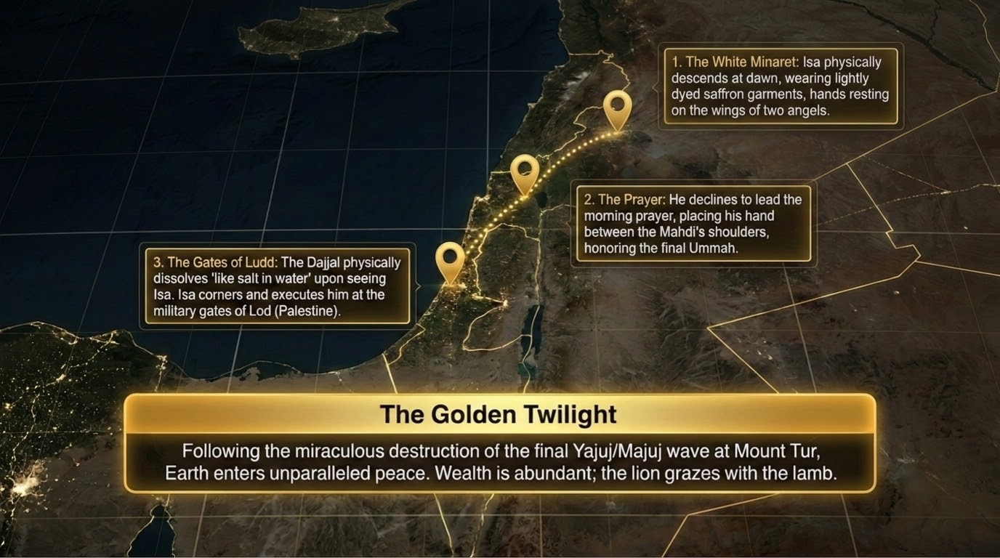 1. The White Minaret: Isa physically
descends at dawn, wearing lightly
dyed saffron garments, hands resting
on the wings of two angels.
2. The Prayer: He declines to lead the
morning prayer, placing his hand
between the Mahdi's shoulders,
honoring the final Ummah.
3. The Gates of Ludd: The Dajjal physically
dissolves 'like salt in water' upon seeing
Isa. Isa corners and executes him at the
military gates of Lod (Palestine).
The Golden Twilight
Following the miraculous destruction of the final Yajuj/Majuj wave at Mount Tur,
Earth enters unparalleled peace. Wealth is abundant; the lion grazes with the lamb.